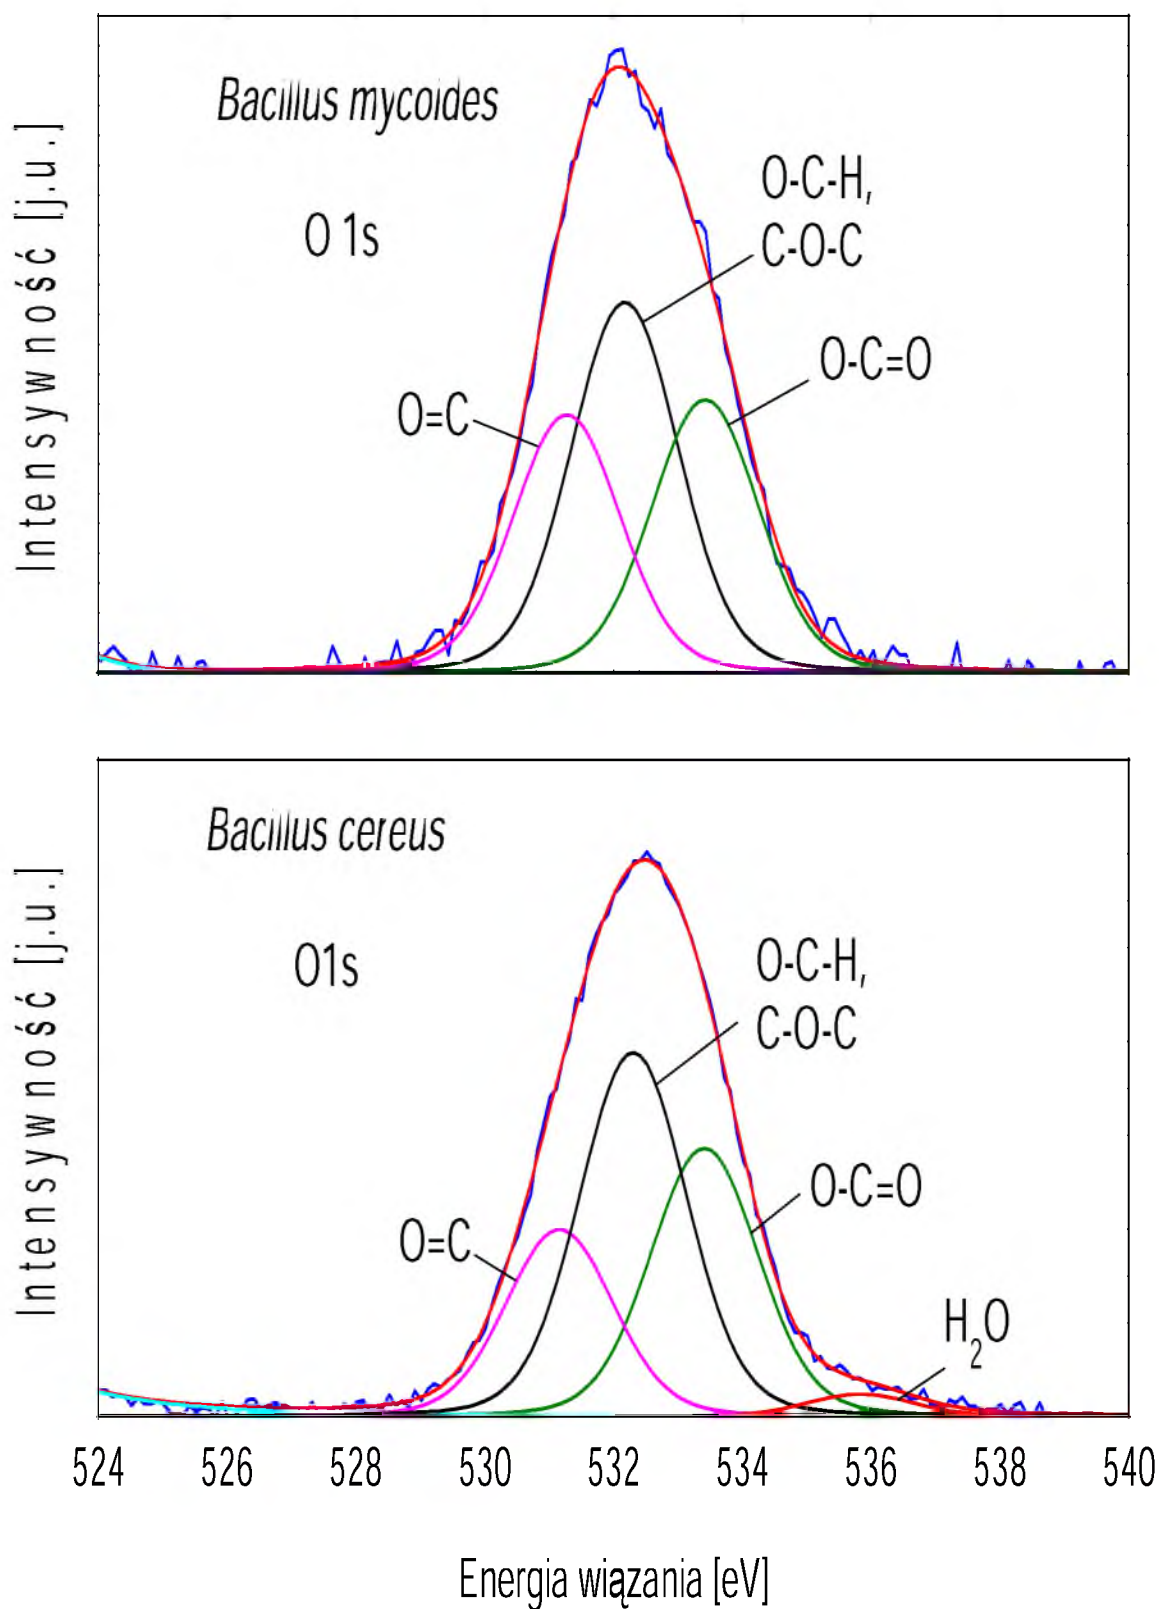 Bacillus mycoides
O 1s
O-C-H,
C-O-C
O-C=O
O=C
Intensywność [j.u.]
Bacillus cereus
O1s
O-C-H,
C-O-C
O-C=O
O=C
H₂O
Intensywność [j.u.]
524 526 528 530 532 534 536 538 540
Energia wiązania [eV]